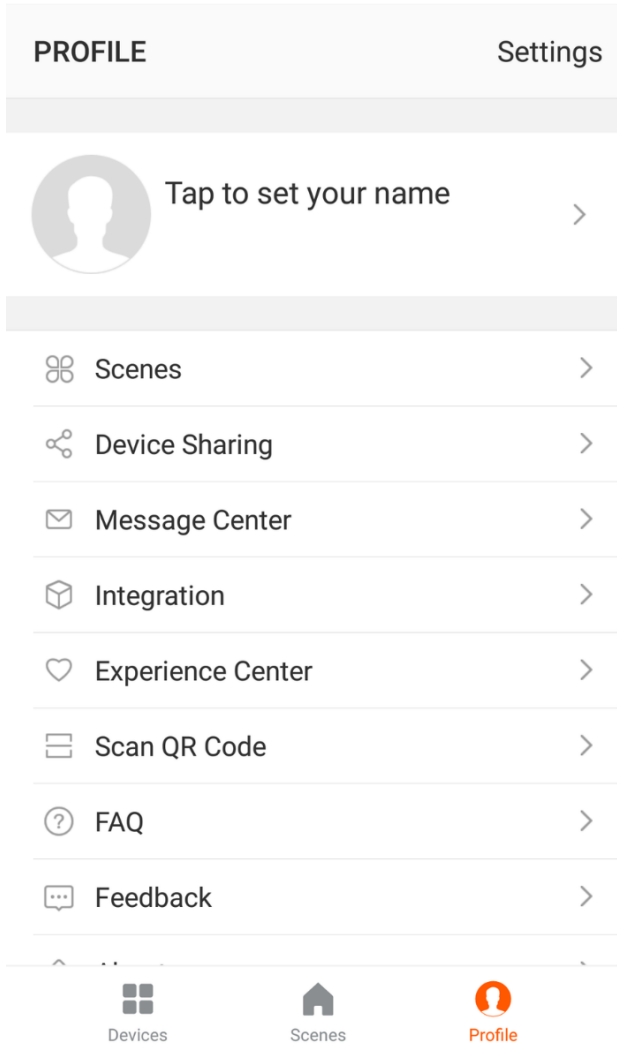 PROFILE
Settings
Tap to set your name
Scenes
Device Sharing
Message Center
Integration
Experience Center
Scan QR Code
FAQ
Feedback
Devices
Scenes
Profile